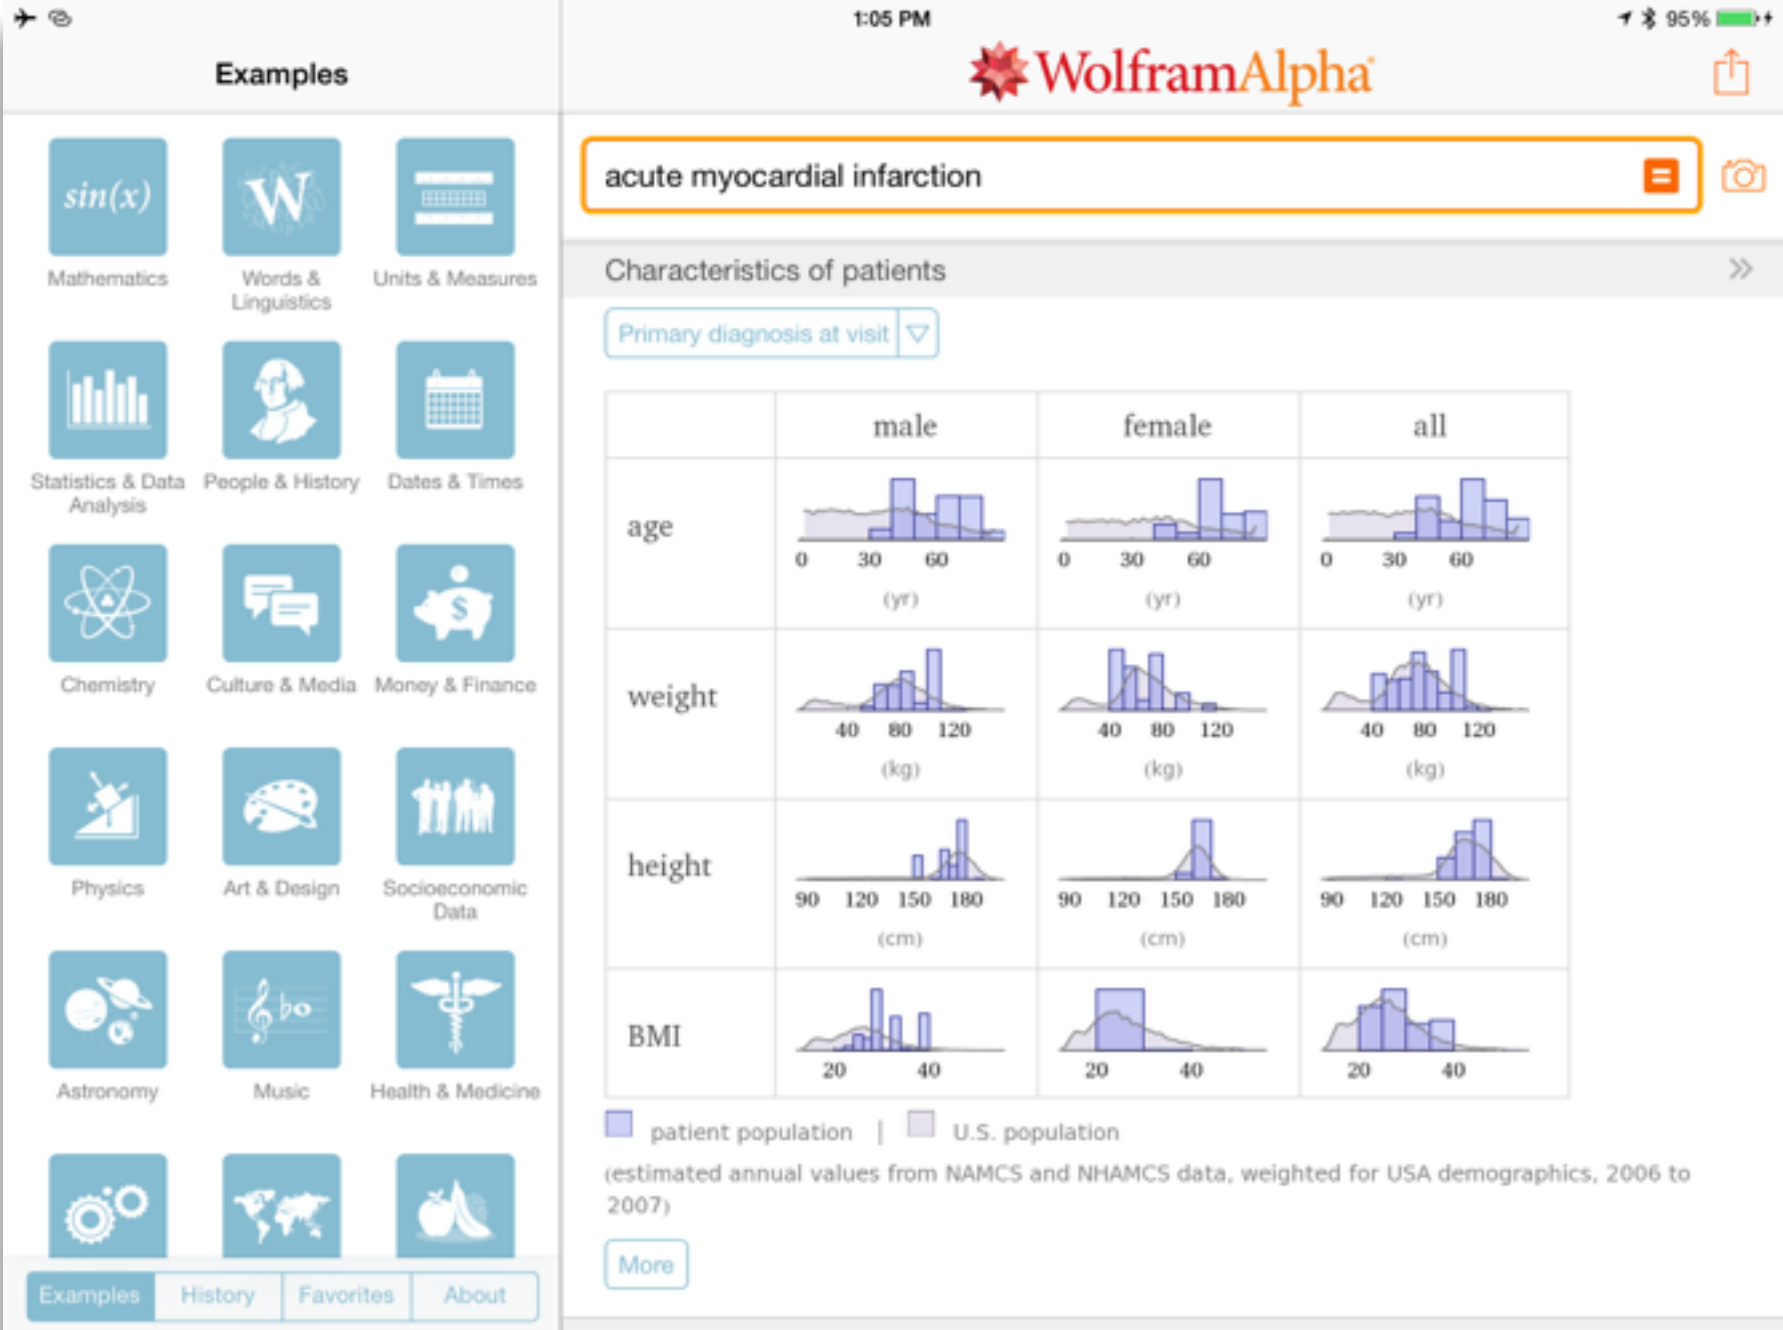 1:05 PM
95%
Examples
WolframAlpha
sin(x)
W
Mathematics
Words &
Linguistics
Units & Measures
Statistics & Data
Analysis
People & History
Dates & Times
$
Chemistry
Culture & Media
Money & Finance
Physics
Art & Design
Socioeconomic
Data
Astronomy
Music
Health & Medicine
Examples
History
Favorites
About
acute myocardial infarction
=
Characteristics of patients
Primary diagnosis at visit
male female all
age
0 30 60
(yr)
0 30 60
(yr)
0 30 60
(yr)
weight
40 80 120
(kg)
40 80 120
(kg)
40 80 120
(kg)
height
90 120 150 180
(cm)
90 120 150 180
(cm)
90 120 150 180
(cm)
BMI
20 40
20 40
20 40
patient population | U.S. population
(estimated annual values from NAMCS and NHAMCS data, weighted for USA demographics, 2006 to
2007)
More